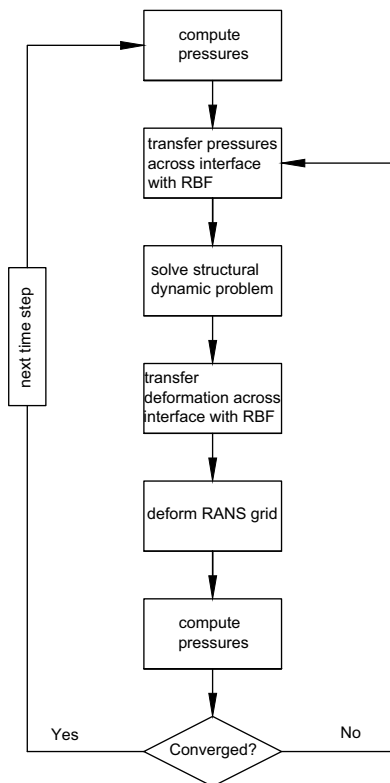 compute
pressures
transfer pressures
across interface
with RBF
solve structural
dynamic problem
next time step
transfer
deformation across
interface with RBF
deform RANS grid
compute
pressures
Yes
Converged?
No